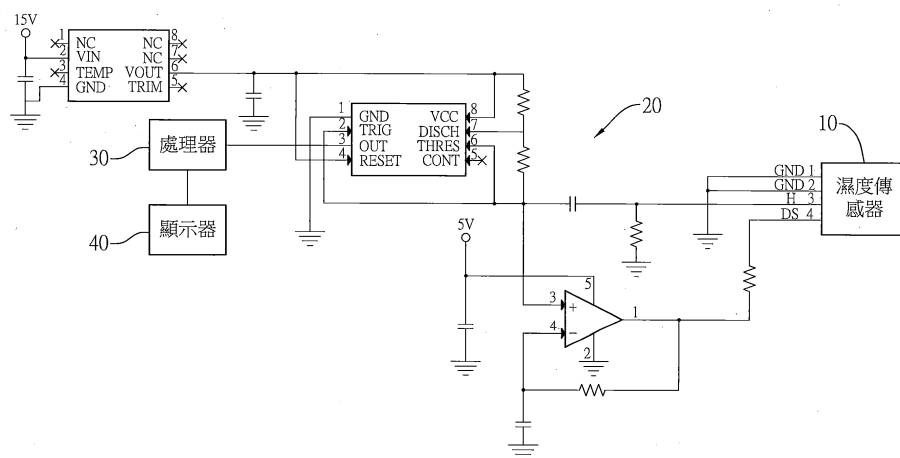 15V
1 NC NC 8
2 VIN NC 7
3 TEMP VOUT 6
4 GND TRIM 5
20
1 GND VCC 8
2 TRIG DISCH 7
3 OUT THRES 6
4 RESET CONT 5
30 處理器
40 顯示器
10
GND 1
GND 2
H 3
DS 4
濕度傳
感器
5V
5
3 +
4 −
1
2